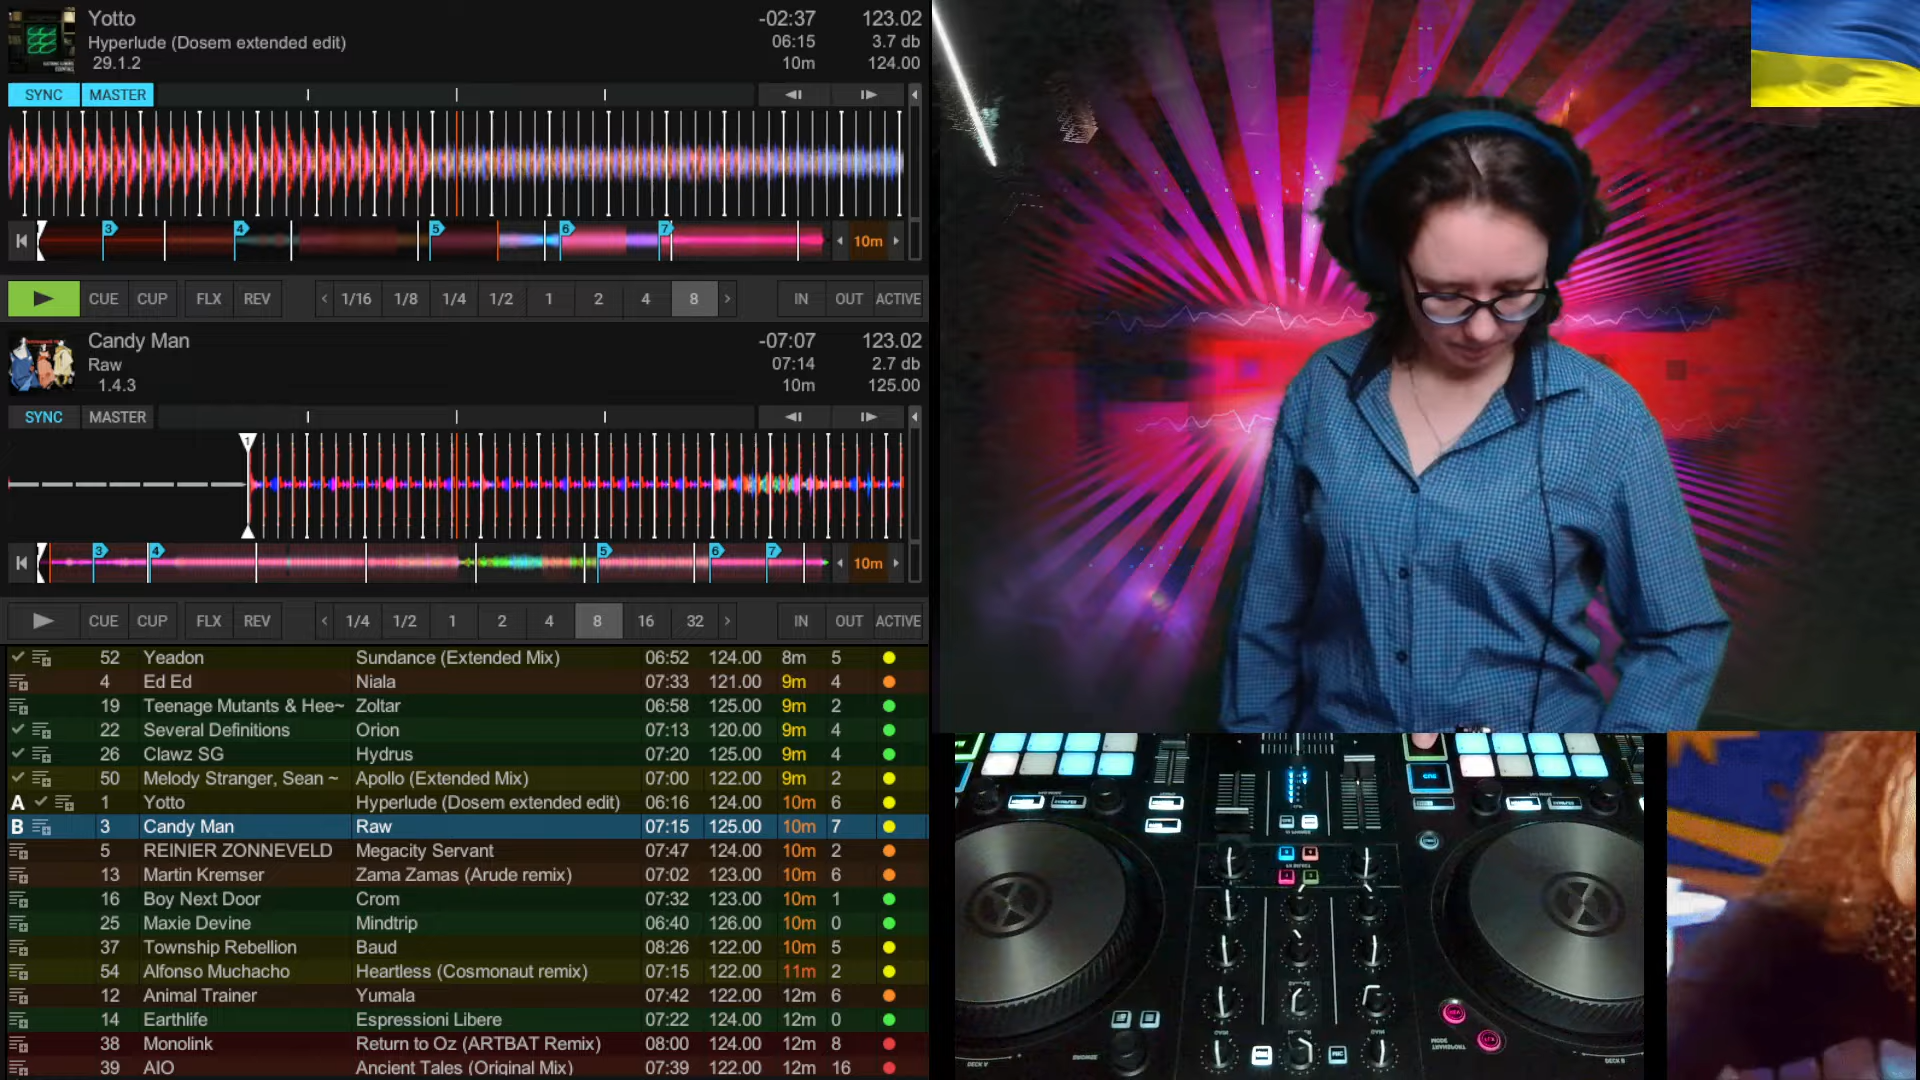 Yotto -02:37 123.02
Hyperlude (Dosem extended edit) 06:15 3.7 db
29.1.2 10m 124.00
SYNC MASTER
3 4 5 6 7 10m
CUE CUP FLX REV 1/16 1/8 1/4 1/2 1 2 4 8 IN OUT ACTIVE
Candy Man -07:07 123.02
Raw 07:14 2.7 db
1.4.3 10m 125.00
SYNC MASTER
1
3 4 5 6 7 10m
CUE CUP FLX REV 1/4 1/2 1 2 4 8 16 32 IN OUT ACTIVE
52 Yeadon Sundance (Extended Mix) 06:52 124.00 8m 5
4 Ed Ed Niala 07:33 121.00 9m 4
19 Teenage Mutants & Hee~ Zoltar 06:58 125.00 9m 2
22 Several Definitions Orion 07:13 120.00 9m 4
26 Clawz SG Hydrus 07:20 125.00 9m 4
50 Melody Stranger, Sean ~ Apollo (Extended Mix) 07:00 122.00 9m 2
A 1 Yotto Hyperlude (Dosem extended edit) 06:16 124.00 10m 6
B 3 Candy Man Raw 07:15 125.00 10m 7
5 REINIER ZONNEVELD Megacity Servant 07:47 124.00 10m 2
13 Martin Kremser Zama Zamas (Arude remix) 07:02 123.00 10m 6
16 Boy Next Door Crom 07:32 123.00 10m 1
25 Maxie Devine Mindtrip 06:40 126.00 10m 0
37 Township Rebellion Baud 08:26 122.00 10m 5
54 Alfonso Muchacho Heartless (Cosmonaut remix) 07:15 122.00 11m 2
12 Animal Trainer Yumala 07:42 122.00 12m 6
14 Earthlife Espressioni Libere 07:22 124.00 12m 0
38 Monolink Return to Oz (ARTBAT Remix) 08:00 124.00 12m 8
39 AIO Ancient Tales (Original Mix) 07:39 122.00 12m 16